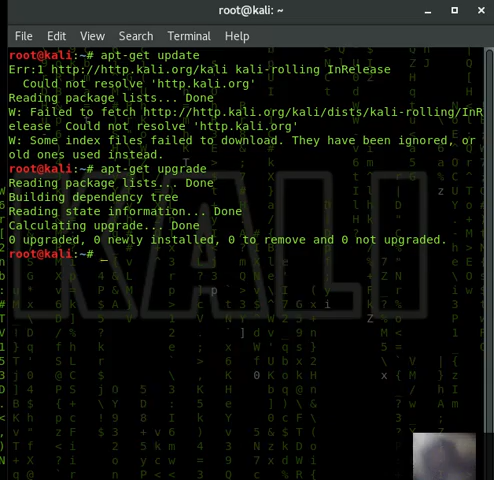 root@kali: ~
File Edit View Search Terminal Help
root@kali:~# apt-get update
Err:1 http://http.kali.org/kali kali-rolling InRelease
Could not resolve 'http.kali.org'
Reading package lists... Done
W: Failed to fetch http://http.kali.org/kali/dists/kali-rolling/InR
elease Could not resolve 'http.kali.org'
W: Some index files failed to download. They have been ignored, or
old ones used instead.
root@kali:~# apt-get upgrade
Reading package lists... Done
Building dependency tree
Reading state information... Done
Calculating upgrade... Done
0 upgraded, 0 newly installed, 0 to remove and 0 not upgraded.
root@kali:~# _
KALI